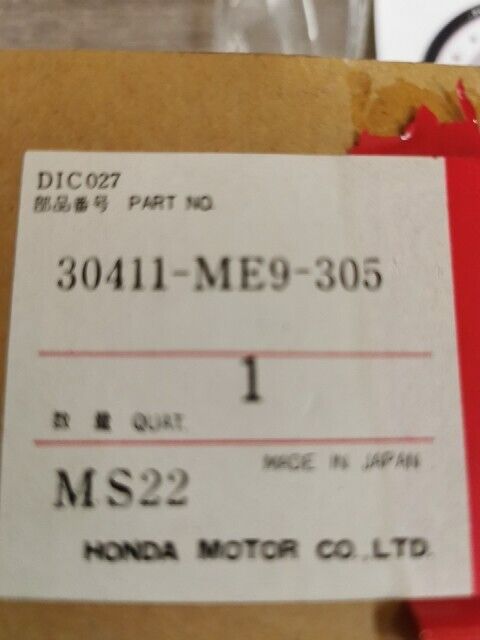 DIC027
部品番号 PART NO.
30411-ME9-305
1
数量 QUAT.
MADE IN JAPAN
MS22
HONDA MOTOR CO.,LTD.